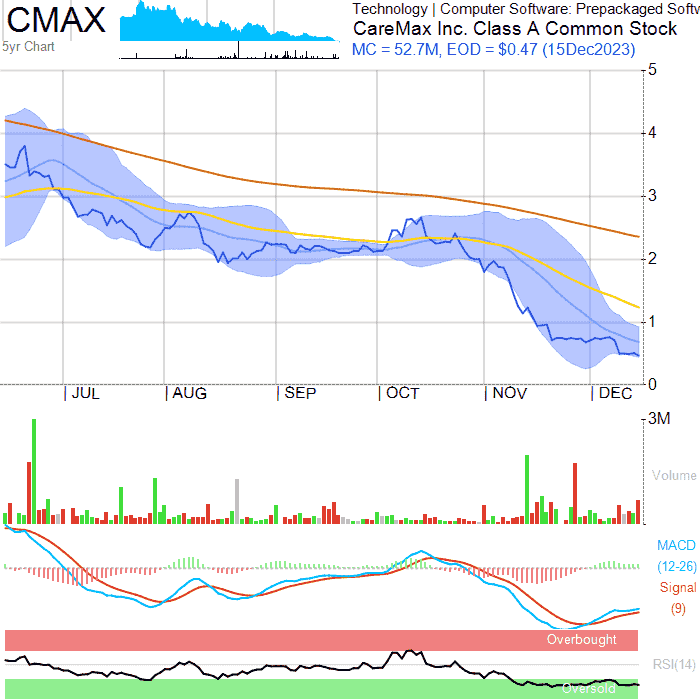 CMAX
5yr Chart
Technology | Computer Software: Prepackaged Softw
CareMax Inc. Class A Common Stock
MC = 52.7M, EOD = $0.47 (15Dec2023)
5
4
3
2
1
0
JUL
AUG
SEP
OCT
NOV
DEC
3M
Volume
MACD
(12-26)
Signal
(9)
Overbought
RSI(14)
Oversold